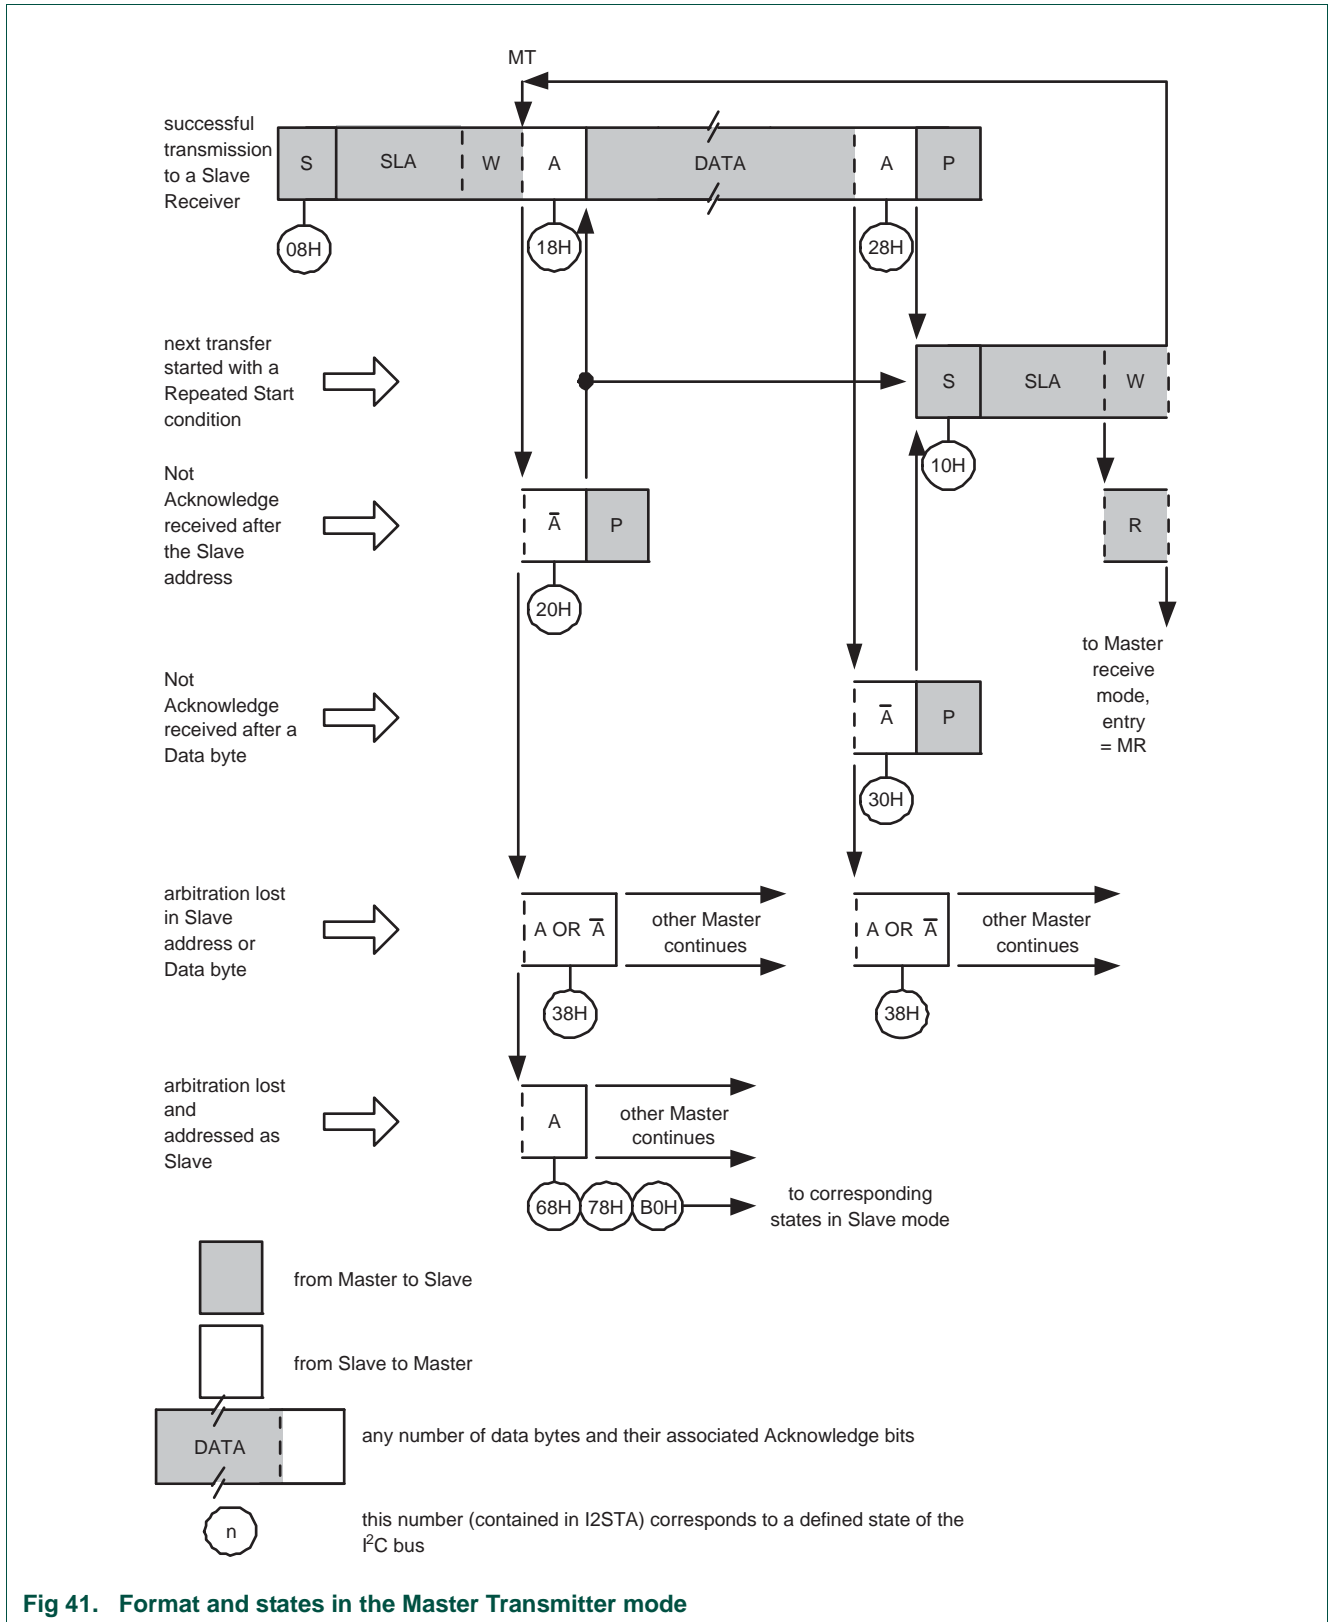 MT
successful
transmission
to a Slave
Receiver
S
SLA
W
A
DATA
A
P
08H
18H
28H
next transfer
started with a
Repeated Start
condition
S
SLA
W
10H
Not
Acknowledge
received after
the Slave
address
A̅
P
R
20H
to Master
receive
mode,
entry
= MR
Not
Acknowledge
received after a
Data byte
A̅
P
30H
arbitration lost
in Slave
address or
Data byte
A OR A̅
other Master
continues
A OR A̅
other Master
continues
38H
38H
arbitration lost
and
addressed as
Slave
A
other Master
continues
68H
78H
B0H
to corresponding
states in Slave mode
from Master to Slave
from Slave to Master
DATA
any number of data bytes and their associated Acknowledge bits
n
this number (contained in I2STA) corresponds to a defined state of the
I²C bus
Fig 41. Format and states in the Master Transmitter mode